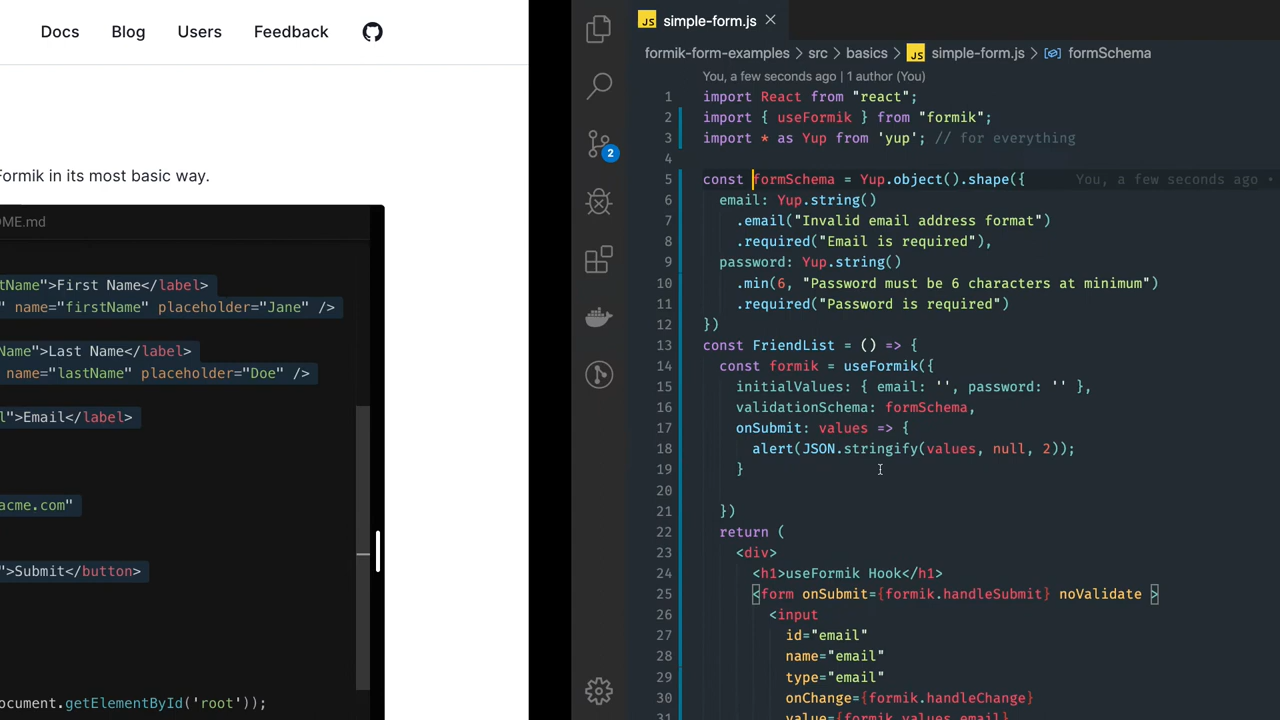 Docs Blog Users Feedback
Formik in its most basic way.
OME.md
tName">First Name</label>
" name="firstName" placeholder="Jane" />
Name">Last Name</label>
name="lastName" placeholder="Doe" />
l">Email</label>
acme.com"
">Submit</button>
ocument.getElementById('root'));
2
JS simple-form.js
formik-form-examples > src > basics > JS simple-form.js > formSchema
You, a few seconds ago | 1 author (You)
1 import React from "react";
2 import { useFormik } from "formik";
3 import * as Yup from 'yup'; // for everything
4
5 const formSchema = Yup.object().shape({ You, a few seconds ago •
6 email: Yup.string()
7 .email("Invalid email address format")
8 .required("Email is required"),
9 password: Yup.string()
10 .min(6, "Password must be 6 characters at minimum")
11 .required("Password is required")
12 })
13 const FriendList = () => {
14 const formik = useFormik({
15 initialValues: { email: '', password: '' },
16 validationSchema: formSchema,
17 onSubmit: values => {
18 alert(JSON.stringify(values, null, 2));
19 }
20
21 })
22 return (
23 <div>
24 <h1>useFormik Hook</h1>
25 <form onSubmit={formik.handleSubmit} noValidate >
26 <input
27 id="email"
28 name="email"
29 type="email"
30 onChange={formik.handleChange}
31 value={formik.values.email}